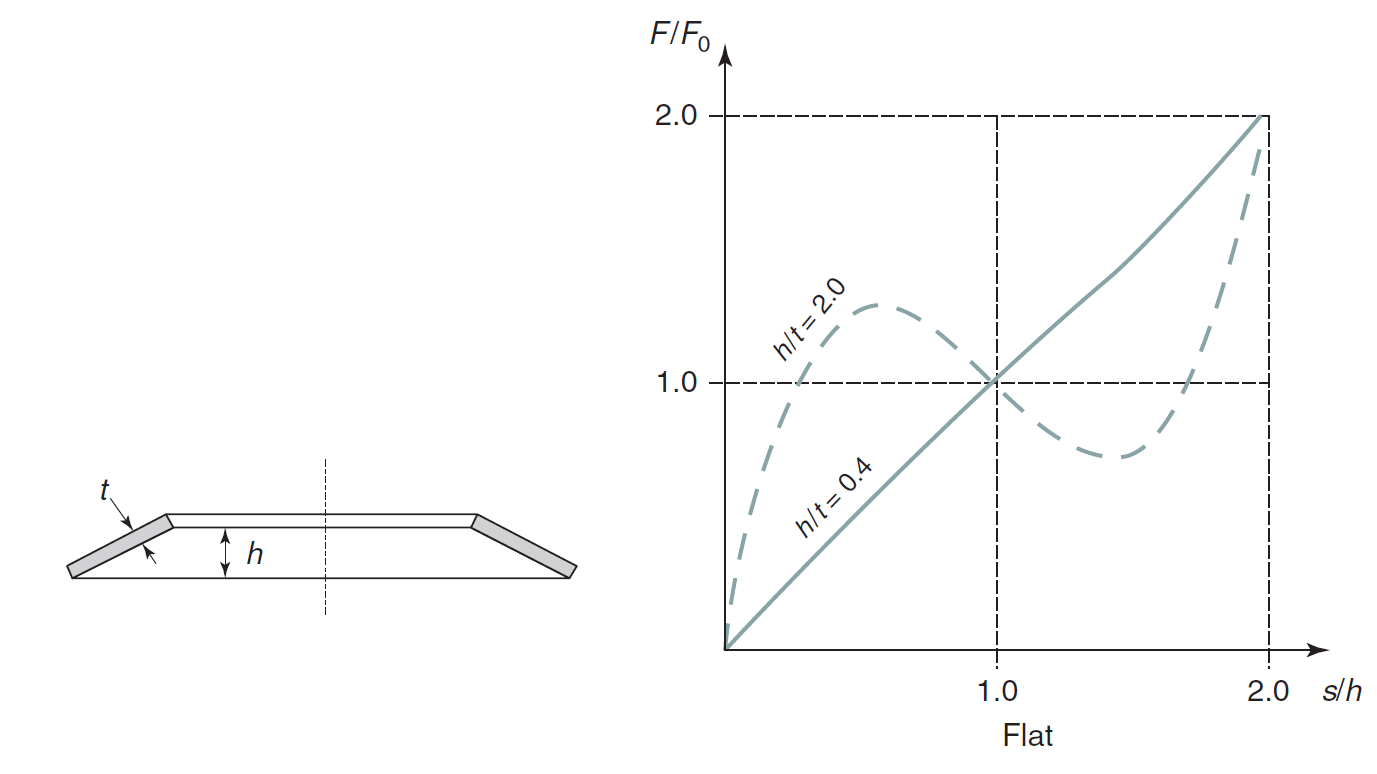 t
h
F/F0
2.0
1.0
h/t = 2.0
h/t = 0.4
1.0
2.0
s/h
Flat